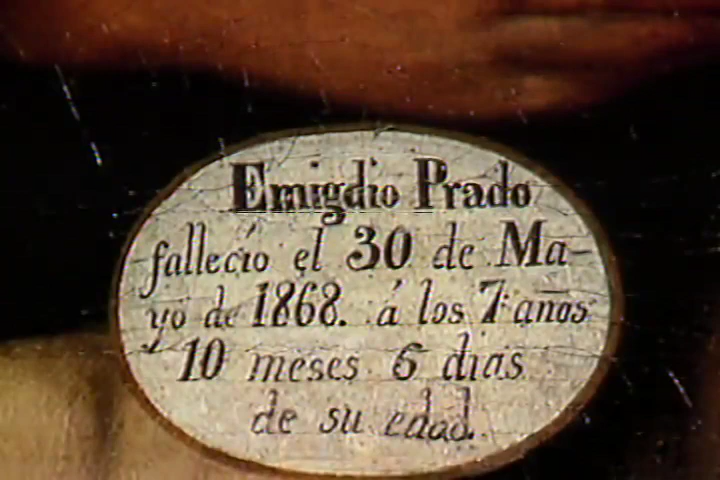 Emigdio Prado
fallecío el 30 de Ma-
yo de 1868. á los 7 años
10 meses 6 dias
de su edad.